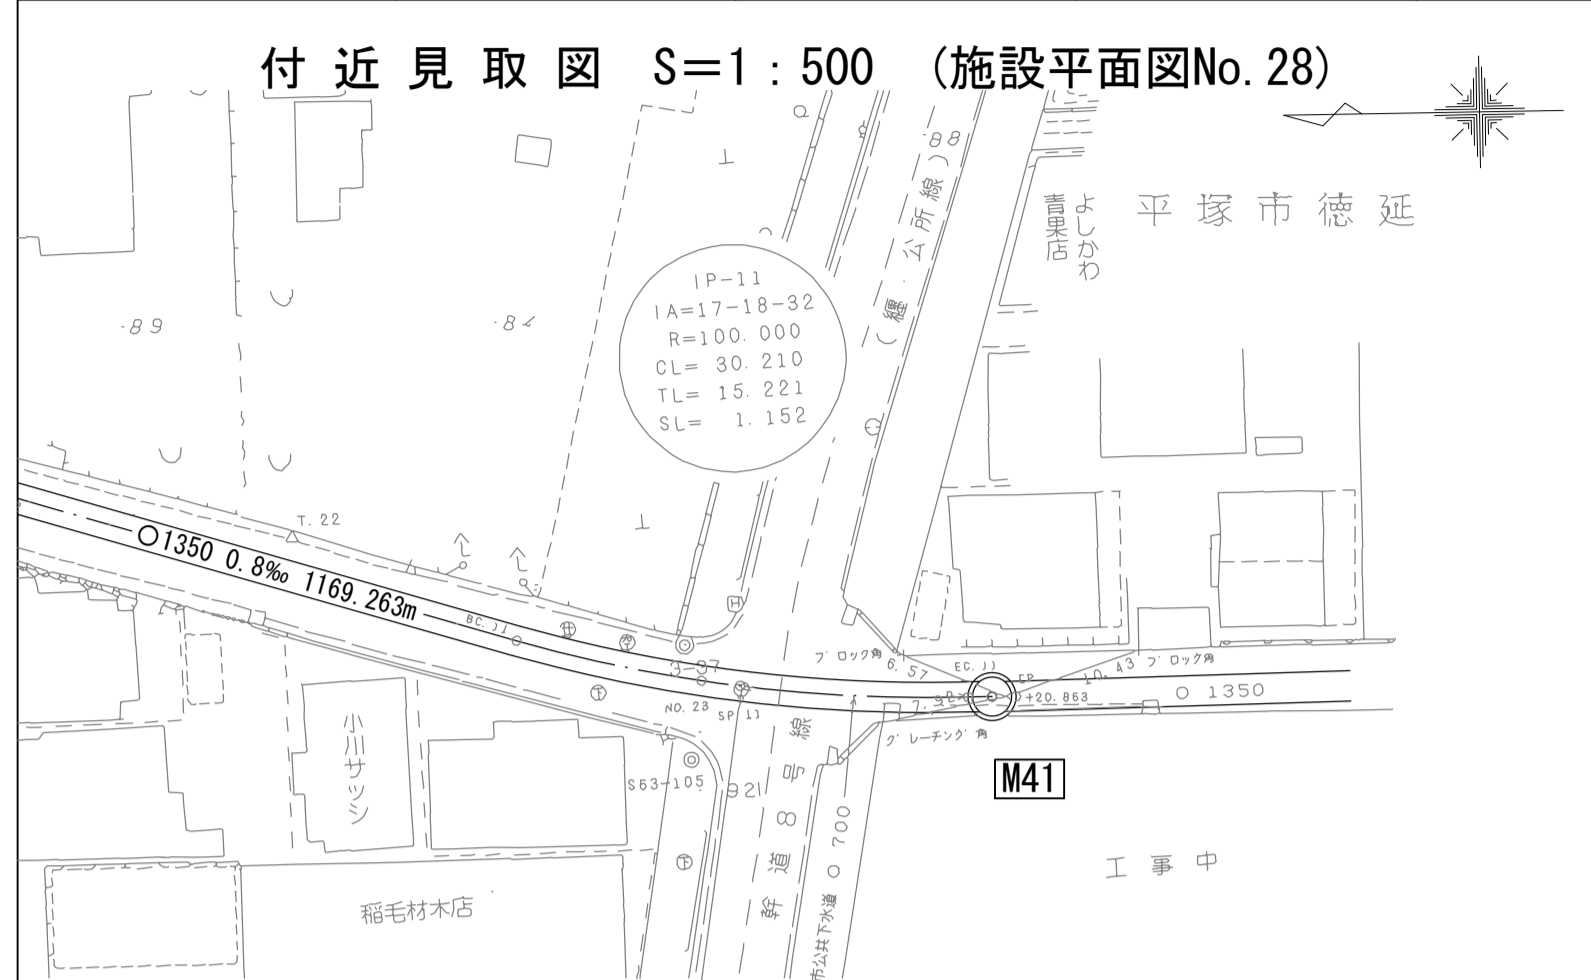 付近見取図 S=1:500 (施設平面図No.28)
平塚市徳延
よしかわ
青果店
88
(纒・公所線)
IP-11
IA=17-18-32
R=100.000
CL= 30.210
TL= 15.221
SL= 1.152
T.22
○1350 0.8‰ 1169.263m
BC.11
3-37
NO.23
SP 11
ブロック角
6.57
EC.11
EP
10.43
ブロック角
+20.863
○ 1350
グレーチング角
M41
S63-105
921
幹道8号線
市公共下水道 ○ 700
小川サッシ
稲毛材木店
工事中